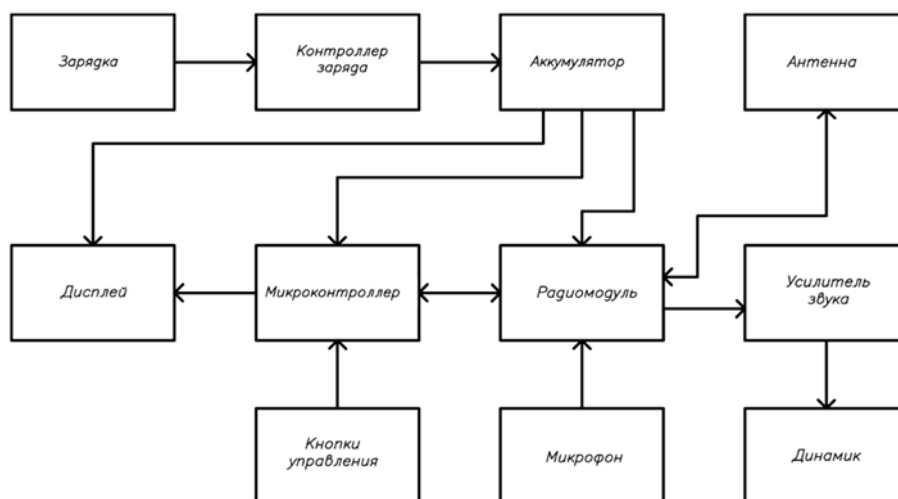 Зарядка
Контроллер
заряда
Аккумулятор
Антенна
Дисплей
Микроконтроллер
Радиомодуль
Усилитель
звука
Кнопки
управления
Микрофон
Динамик